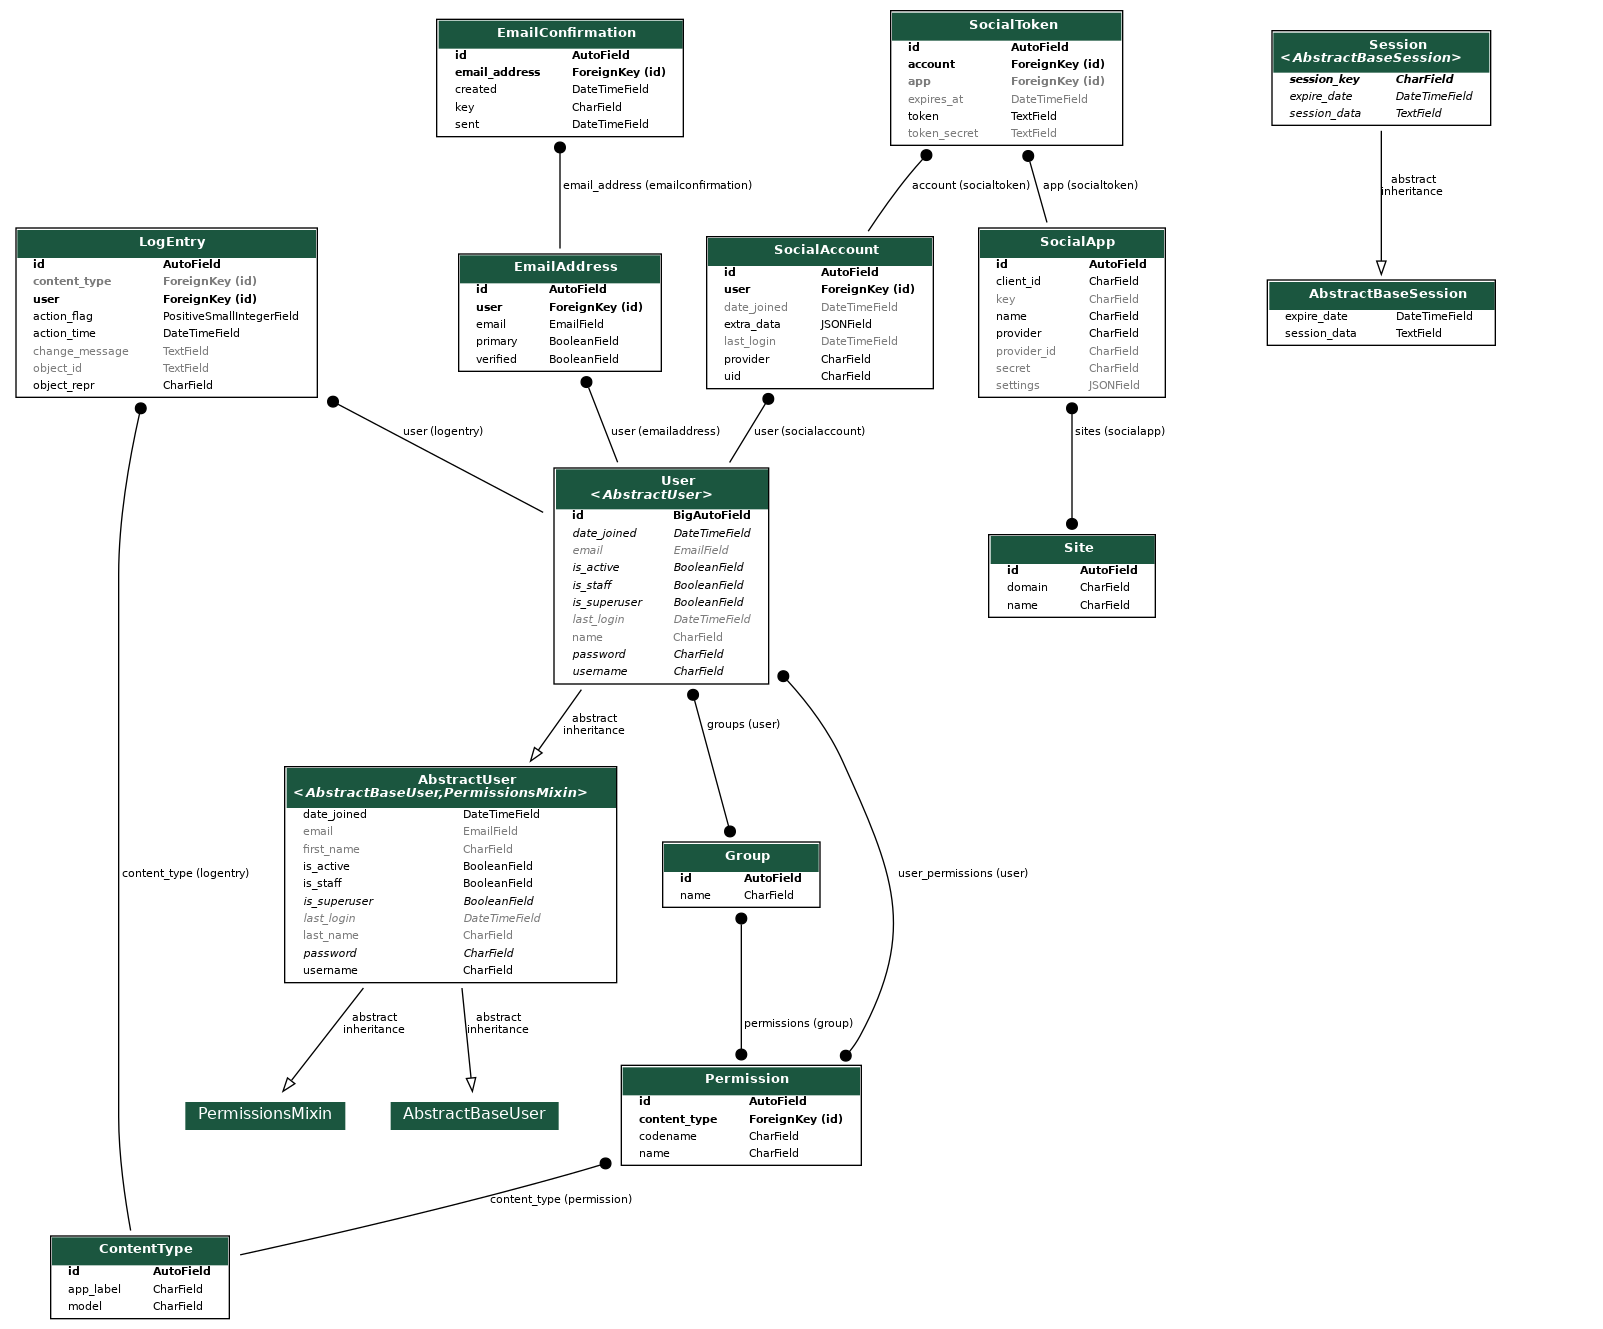 EmailConfirmation
id AutoField
email_address ForeignKey (id)
created DateTimeField
key CharField
sent DateTimeField
SocialToken
id AutoField
account ForeignKey (id)
app ForeignKey (id)
expires_at DateTimeField
token TextField
token_secret TextField
Session
<AbstractBaseSession>
session_key CharField
expire_date DateTimeField
session_data TextField
email_address (emailconfirmation)
account (socialtoken)
app (socialtoken)
abstract
inheritance
LogEntry
id AutoField
content_type ForeignKey (id)
user ForeignKey (id)
action_flag PositiveSmallIntegerField
action_time DateTimeField
change_message TextField
object_id TextField
object_repr CharField
EmailAddress
id AutoField
user ForeignKey (id)
email EmailField
primary BooleanField
verified BooleanField
SocialAccount
id AutoField
user ForeignKey (id)
date_joined DateTimeField
extra_data JSONField
last_login DateTimeField
provider CharField
uid CharField
SocialApp
id AutoField
client_id CharField
key CharField
name CharField
provider CharField
provider_id CharField
secret CharField
settings JSONField
AbstractBaseSession
expire_date DateTimeField
session_data TextField
user (logentry)
user (emailaddress)
user (socialaccount)
sites (socialapp)
User
<AbstractUser>
id BigAutoField
date_joined DateTimeField
email EmailField
is_active BooleanField
is_staff BooleanField
is_superuser BooleanField
last_login DateTimeField
name CharField
password CharField
username CharField
Site
id AutoField
domain CharField
name CharField
abstract
inheritance
groups (user)
AbstractUser
<AbstractBaseUser,PermissionsMixin>
date_joined DateTimeField
email EmailField
first_name CharField
is_active BooleanField
is_staff BooleanField
is_superuser BooleanField
last_login DateTimeField
last_name CharField
password CharField
username CharField
Group
id AutoField
name CharField
content_type (logentry)
user_permissions (user)
abstract
inheritance
abstract
inheritance
permissions (group)
PermissionsMixin
AbstractBaseUser
Permission
id AutoField
content_type ForeignKey (id)
codename CharField
name CharField
content_type (permission)
ContentType
id AutoField
app_label CharField
model CharField